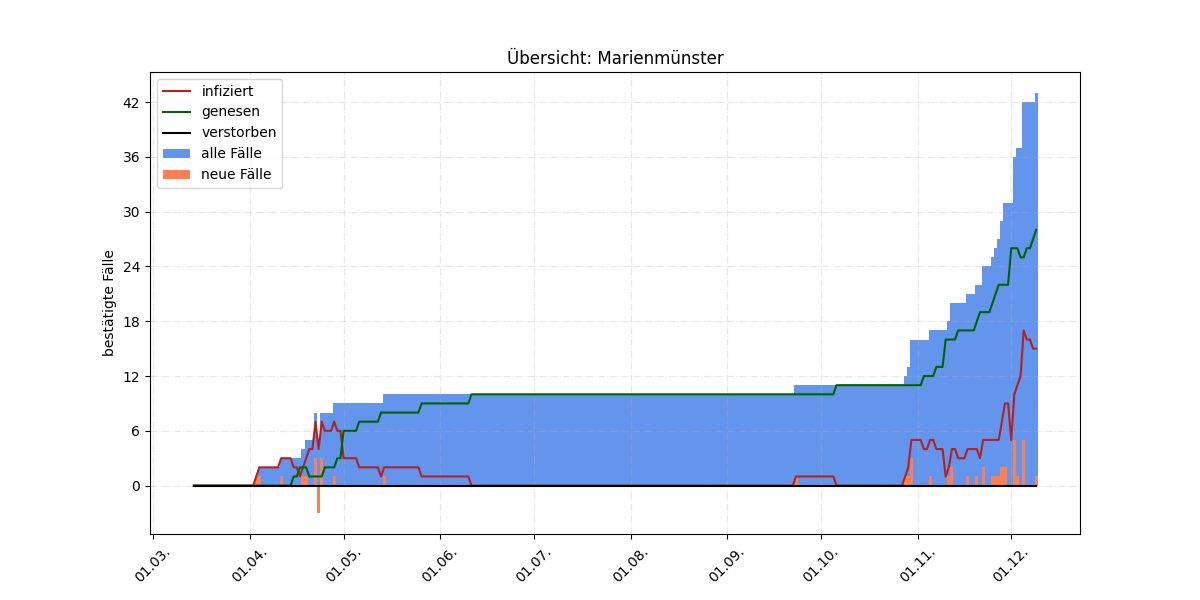 Übersicht: Marienmünster
infiziert
genesen
verstorben
alle Fälle
neue Fälle
bestätigte Fälle
42
36
30
24
18
12
6
0
01.03.
01.04.
01.05.
01.06.
01.07.
01.08.
01.09.
01.10.
01.11.
01.12.